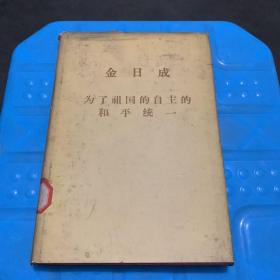 金日成
为了祖国的自主的
和平统一